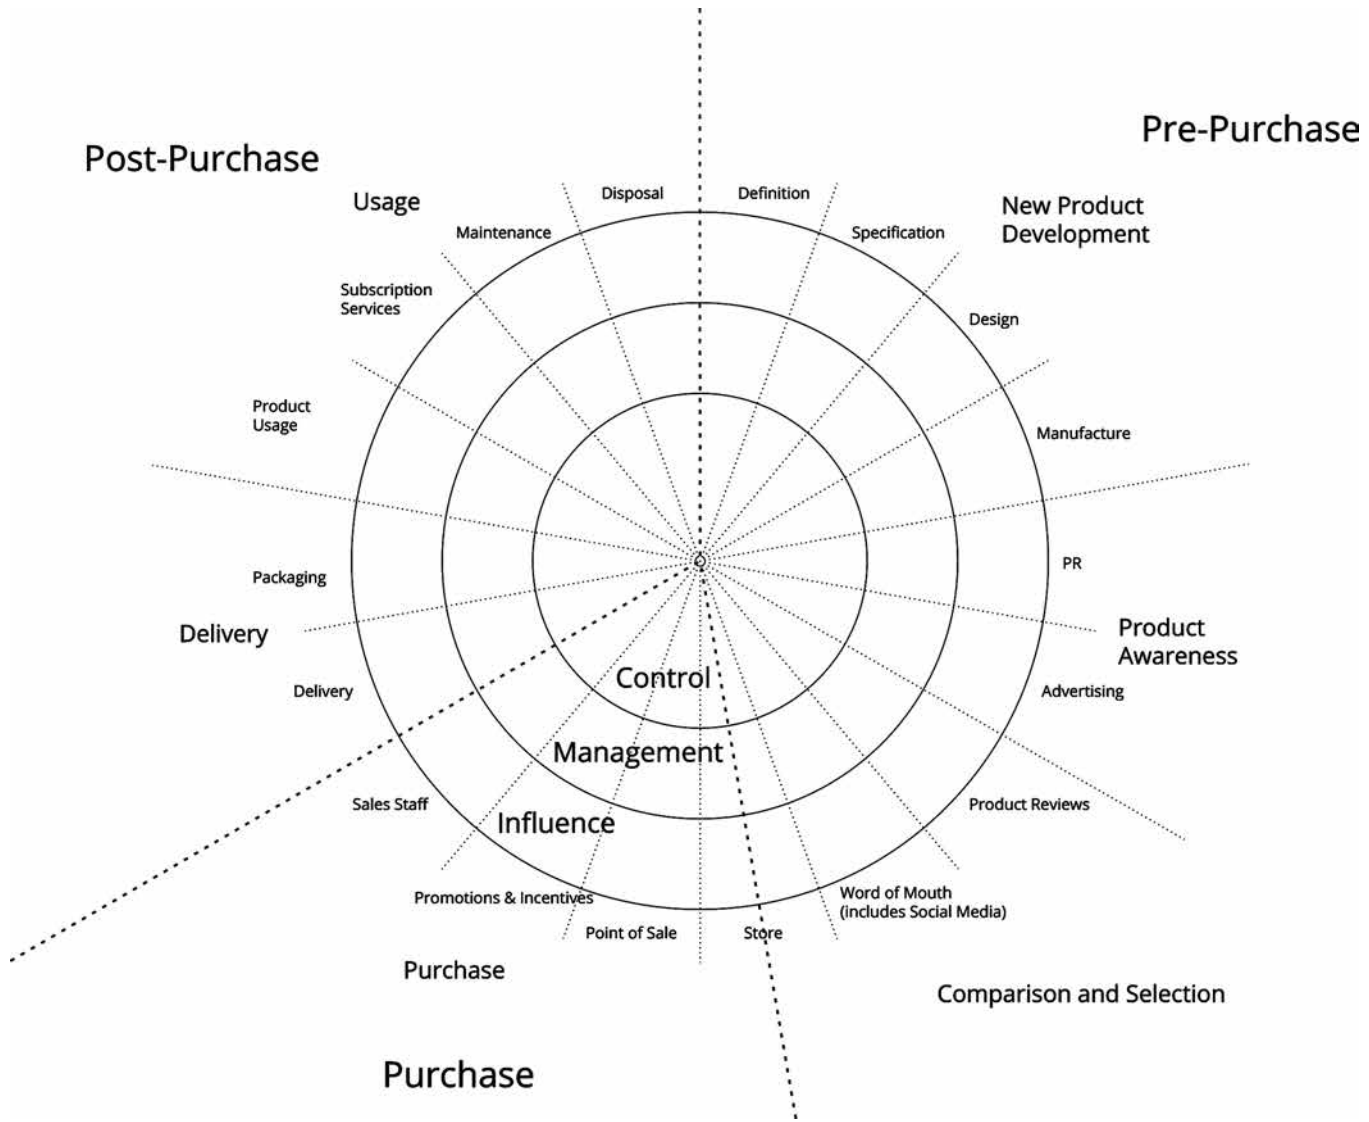 Pre-Purchase
Post-Purchase
Usage
Disposal
Definition
New Product
Development
Maintenance
Specification
Subscription
Services
Design
Product
Usage
Manufacture
PR
Packaging
Delivery
Product
Awareness
Control
Delivery
Advertising
Management
Sales Staff
Product Reviews
Influence
Promotions & Incentives
Word of Mouth
(includes Social Media)
Point of Sale
Store
Purchase
Comparison and Selection
Purchase